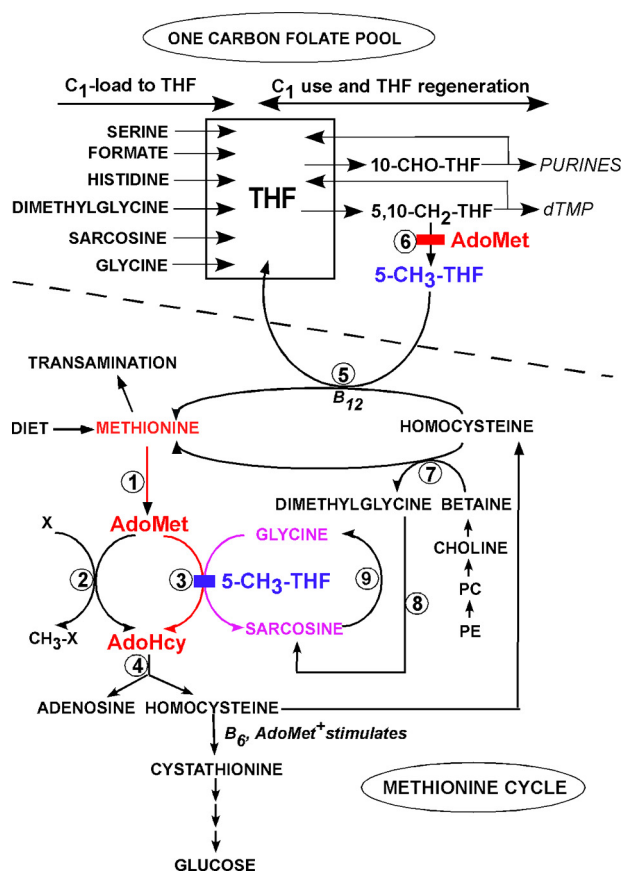 ONE CARBON FOLATE POOL
C1-load to THF
C1 use and THF regeneration
SERINE
FORMATE
HISTIDINE
DIMETHYLGLYCINE
SARCOSINE
GLYCINE
THF
10-CHO-THF
PURINES
5,10-CH2-THF
dTMP
6
AdoMet
5-CH3-THF
5
B12
TRANSAMINATION
DIET
METHIONINE
HOMOCYSTEINE
7
1
DIMETHYLGLYCINE
BETAINE
X
AdoMet
GLYCINE
CHOLINE
2
3
5-CH3-THF
9
8
PC
CH3-X
AdoHcy
SARCOSINE
PE
4
ADENOSINE
HOMOCYSTEINE
B6, AdoMet+stimulates
CYSTATHIONINE
METHIONINE CYCLE
GLUCOSE